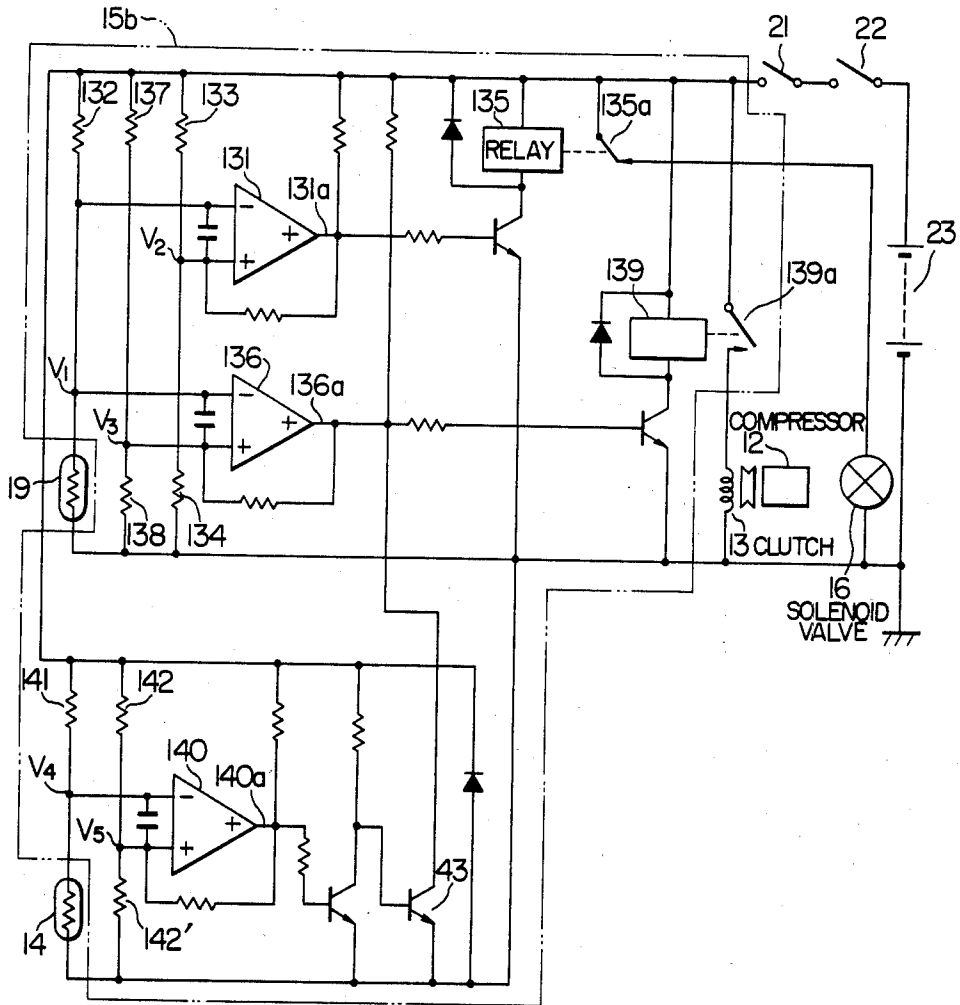 15b
21
22
132
137
133
135
135a
RELAY
131
131a
V2
23
139
139a
V1
136
136a
V3
COMPRESSOR
12
19
138
134
13 CLUTCH
16
SOLENOID
VALVE
141
142
V4
140
140a
V5
43
14
142'